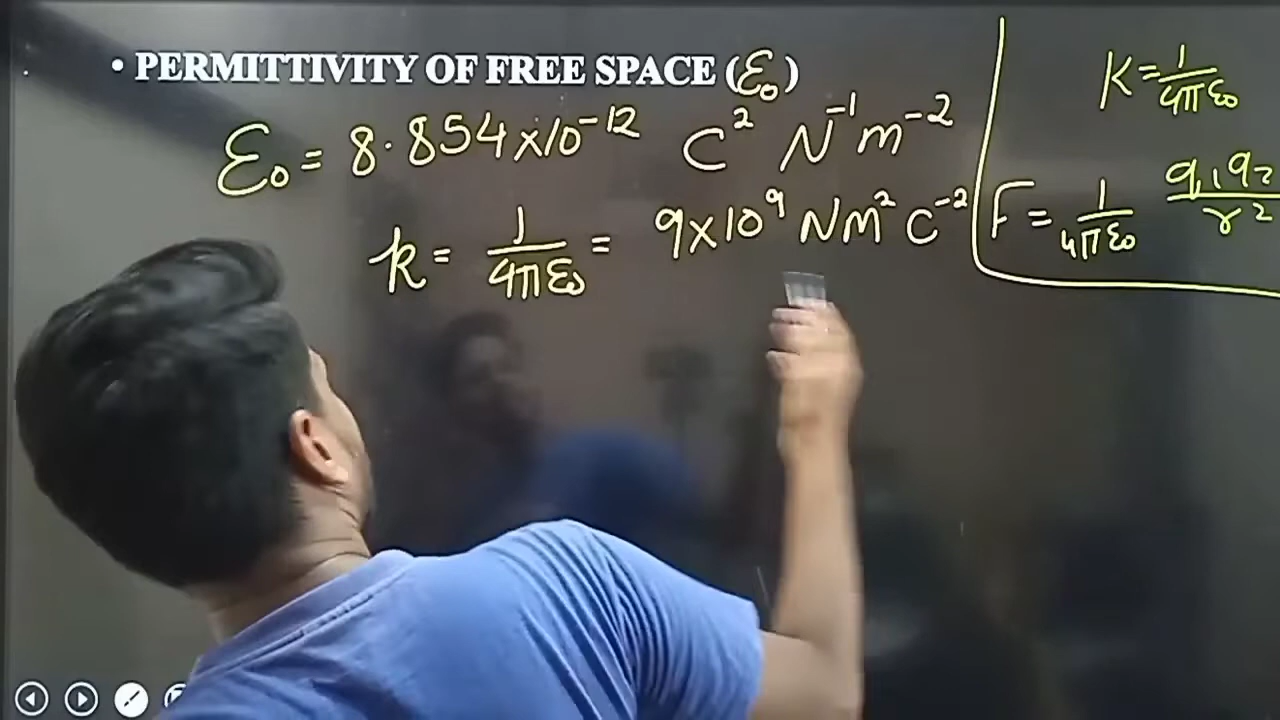 • PERMITTIVITY OF FREE SPACE (ε₀)
ε₀ = 8.854×10⁻¹² C² N⁻¹ m⁻²
k = 1/4πε₀ = 9×10⁹ Nm² C⁻²
K = 1/4πε₀
F = 1/4πε₀ q₁q₂/r²